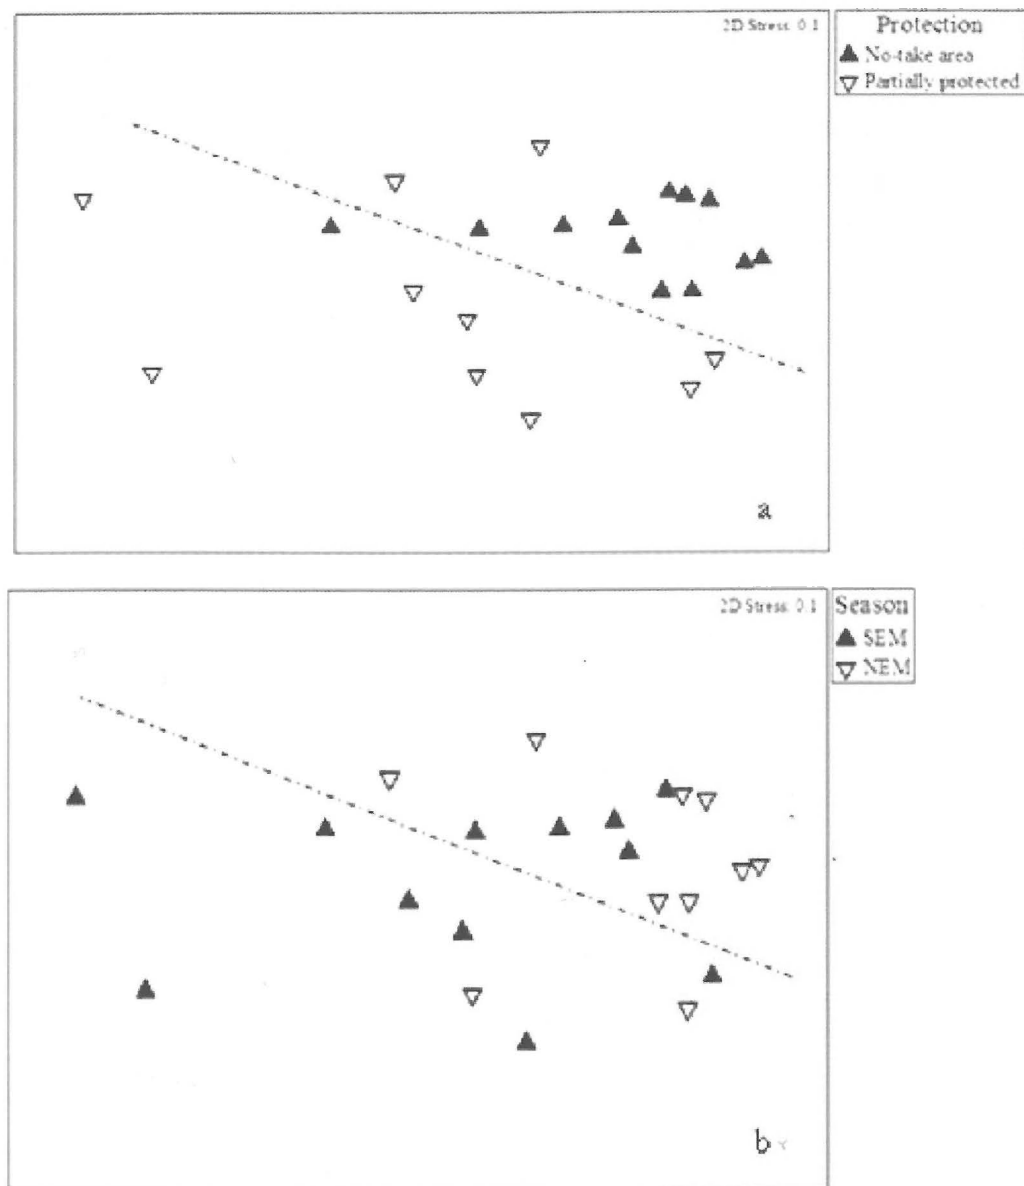 2D Stress: 0.1
Protection
No-take area
Partially protected
a
2D Stress: 0.1
Season
SEM
NEM
b